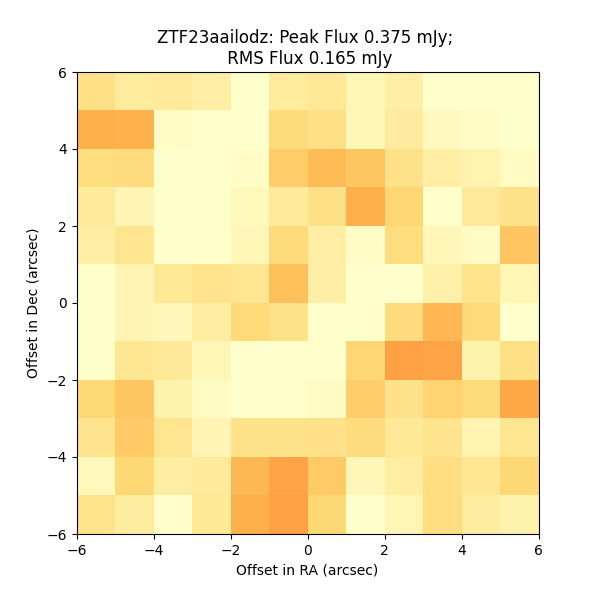 ZTF23aailodz: Peak Flux 0.375 mJy;
RMS Flux 0.165 mJy
6
4
2
0
−2
−4
−6
Offset in Dec (arcsec)
−6 −4 −2 0 2 4 6
Offset in RA (arcsec)